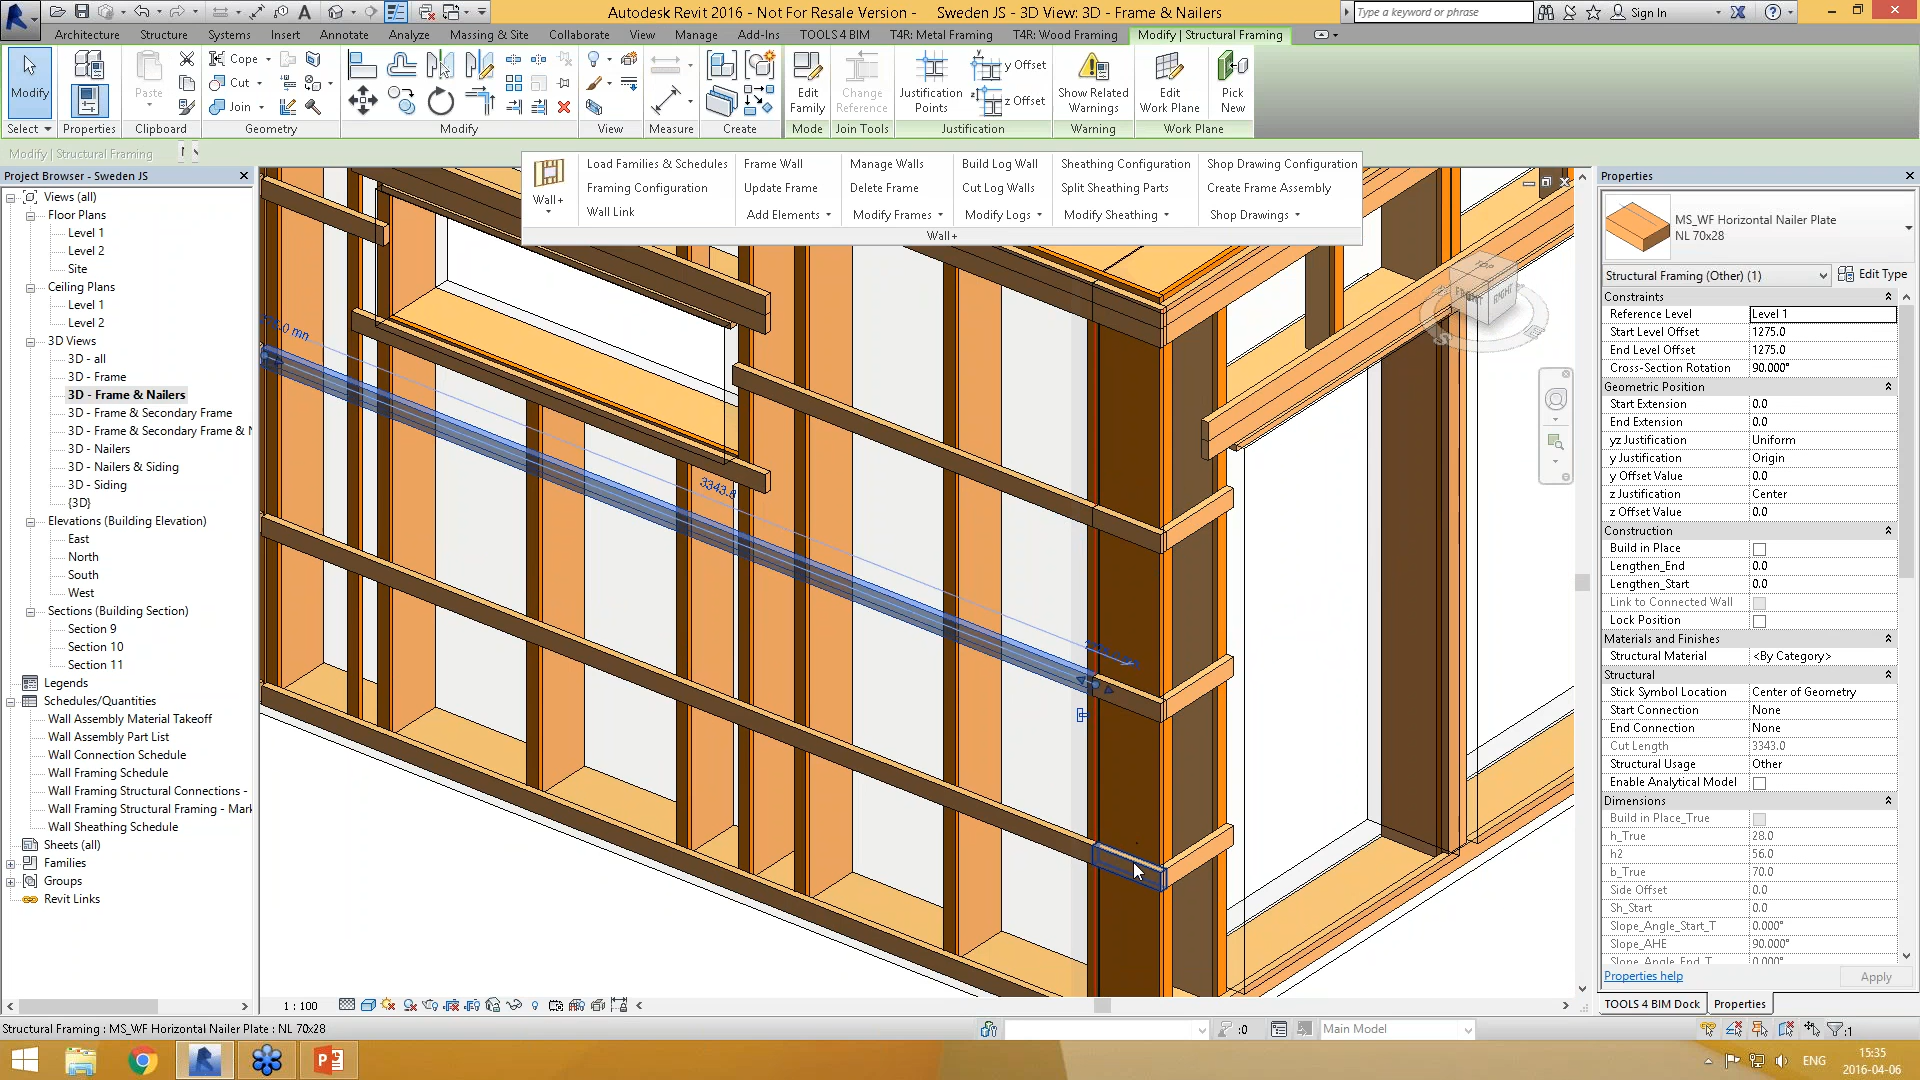 Autodesk Revit 2016 - Not For Resale Version - Sweden JS - 3D View: 3D - Frame & Nailers
Type a keyword or phrase
Sign In
Architecture Structure Systems Insert Annotate Analyze Massing & Site Collaborate View Manage Add-Ins TOOLS 4 BIM T4R: Metal Framing T4R: Wood Framing Modify | Structural Framing
Modify
Paste
Cope
Cut
Join
Edit Family
Change Reference
Justification Points
y Offset
z Offset
Show Related Warnings
Edit Work Plane
Pick New
Select Properties Clipboard Geometry Modify View Measure Create Mode Join Tools Justification Warning Work Plane
Modify | Structural Framing
Wall+
Load Families & Schedules
Framing Configuration
Wall Link
Frame Wall
Update Frame
Add Elements
Manage Walls
Delete Frame
Modify Frames
Build Log Wall
Cut Log Walls
Modify Logs
Sheathing Configuration
Split Sheathing Parts
Modify Sheathing
Shop Drawing Configuration
Create Frame Assembly
Shop Drawings
Wall+
Project Browser - Sweden JS
Views (all)
Floor Plans
Level 1
Level 2
Site
Ceiling Plans
Level 1
Level 2
3D Views
3D - all
3D - Frame
3D - Frame & Nailers
3D - Frame & Secondary Frame
3D - Frame & Secondary Frame & N
3D - Nailers
3D - Nailers & Siding
3D - Siding
{3D}
Elevations (Building Elevation)
East
North
South
West
Sections (Building Section)
Section 9
Section 10
Section 11
Legends
Schedules/Quantities
Wall Assembly Material Takeoff
Wall Assembly Part List
Wall Connection Schedule
Wall Framing Schedule
Wall Framing Structural Connections -
Wall Framing Structural Framing - Mark
Wall Sheathing Schedule
Sheets (all)
Families
Groups
Revit Links
3343.0
TOP
FRONT
RIGHT
S
Properties
MS_WF Horizontal Nailer Plate
NL 70x28
Structural Framing (Other) (1)
Edit Type
Constraints
Reference Level Level 1
Start Level Offset 1275.0
End Level Offset 1275.0
Cross-Section Rotation 90.000°
Geometric Position
Start Extension 0.0
End Extension 0.0
yz Justification Uniform
y Justification Origin
y Offset Value 0.0
z Justification Center
z Offset Value 0.0
Construction
Build in Place
Lengthen_End 0.0
Lengthen_Start 0.0
Link to Connected Wall
Lock Position
Materials and Finishes
Structural Material <By Category>
Structural
Stick Symbol Location Center of Geometry
Start Connection None
End Connection None
Cut Length 3343.0
Structural Usage Other
Enable Analytical Model
Dimensions
Build in Place_True
h_True 28.0
h2 56.0
b_True 70.0
Side Offset 0.0
Sh_Start 0.0
Slope_Angle_Start_T 0.000°
Slope_AHE 90.000°
Slope_Angle_End_T 0.000°
Properties help
Apply
TOOLS 4 BIM Dock Properties
1 : 100
Structural Framing : MS_WF Horizontal Nailer Plate : NL 70x28
:0
Main Model
:1
ENG
15:35
2016-04-06